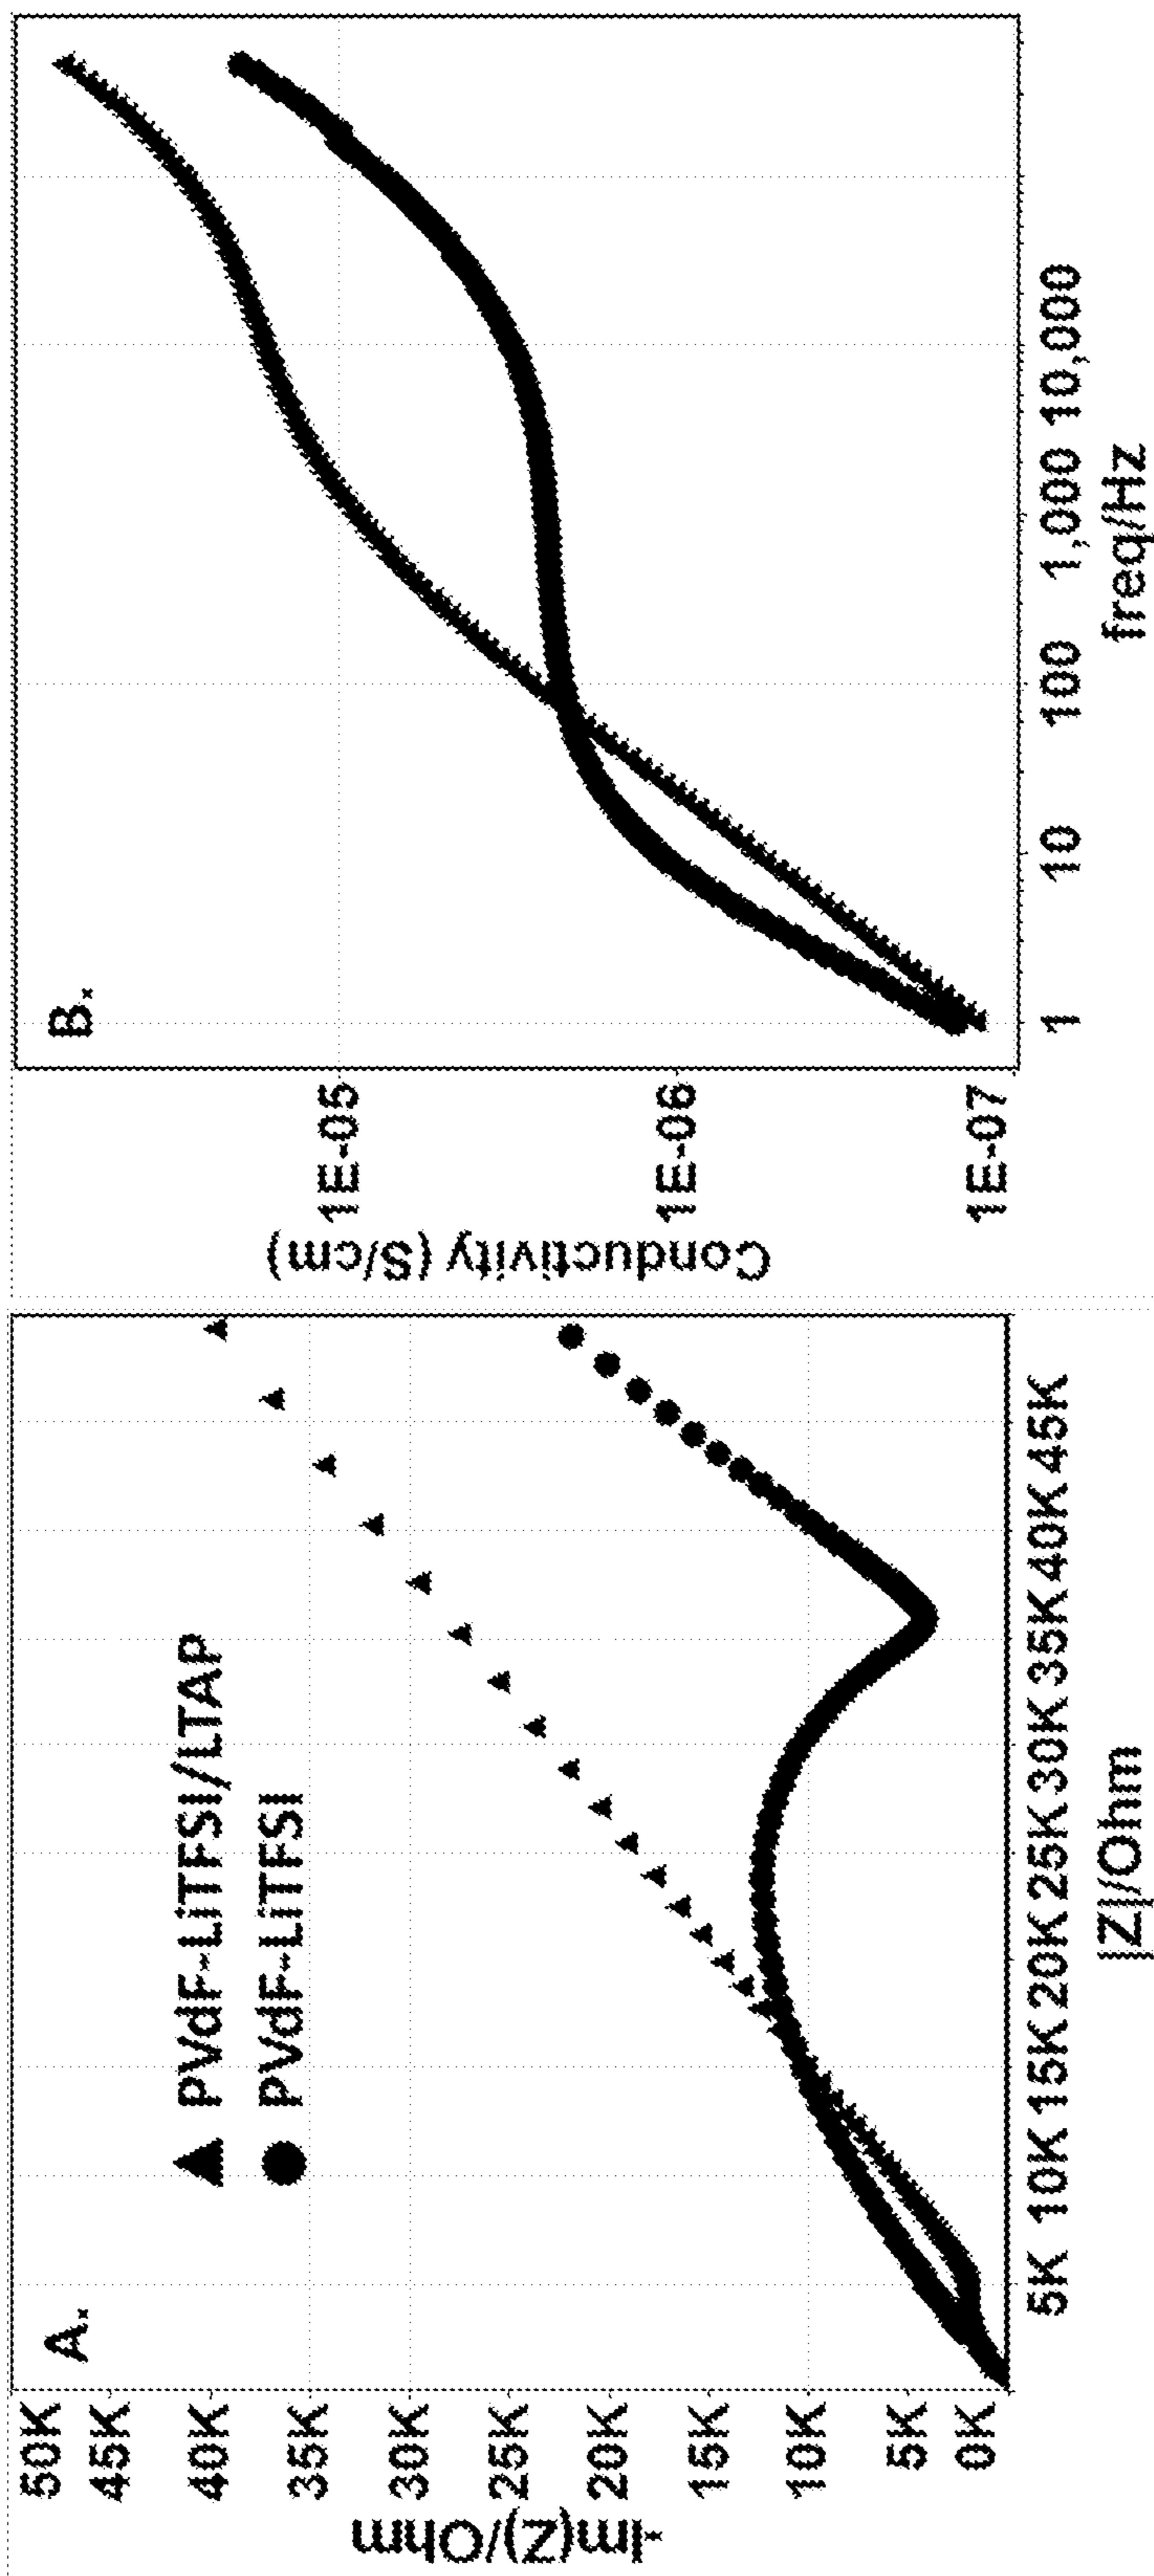 A.
-Im(Z)/Ohm
50K
45K
40K
35K
30K
25K
20K
15K
10K
5K
0K
PVdF-LiTFSI/LTAP
PVdF-LiTFSI
5K 10K 15K 20K 25K 30K 35K 40K 45K
|Z|/Ohm
B.
Conductivity (S/cm)
1E-05
1E-06
1E-07
1 10 100 1,000 10,000
freq/Hz